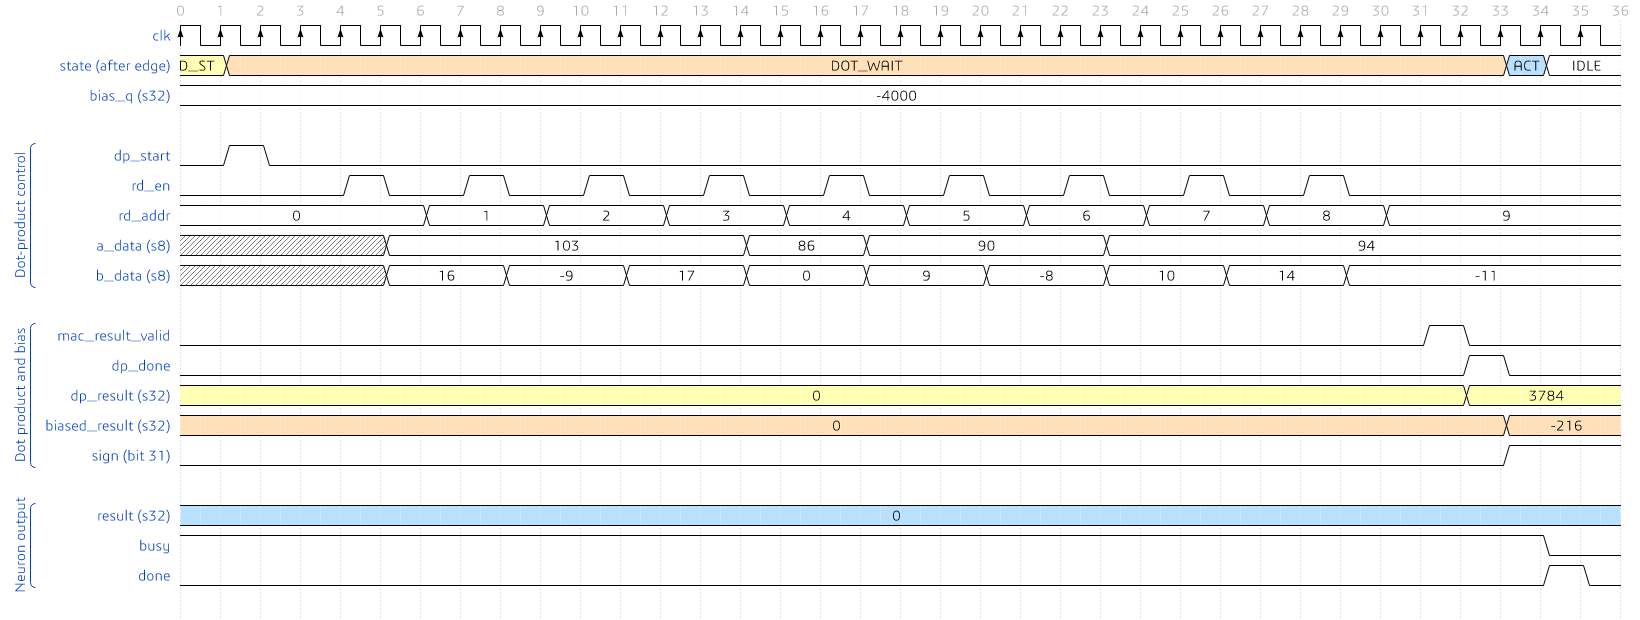 0 1 2 3 4 5 6 7 8 9 10 11 12 13 14 15 16 17 18 19 20 21 22 23 24 25 26 27 28 29 30 31 32 33 34 35 36
clk
state (after edge) D_ST DOT_WAIT ACT IDLE
bias_q (s32) -4000
Dot-product control
dp_start
rd_en
rd_addr 0 1 2 3 4 5 6 7 8 9
a_data (s8) 103 86 90 94
b_data (s8) 16 -9 17 0 9 -8 10 14 -11
Dot product and bias
mac_result_valid
dp_done
dp_result (s32) 0 3784
biased_result (s32) 0 -216
sign (bit 31)
Neuron output
result (s32) 0
busy
done